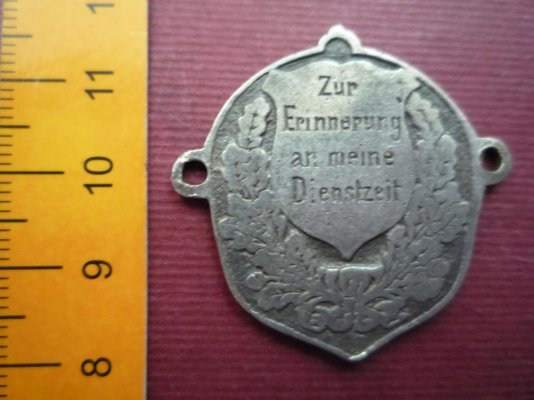 Zur
Erinnerung
an meine
Dienstzeit
11
10
9
8